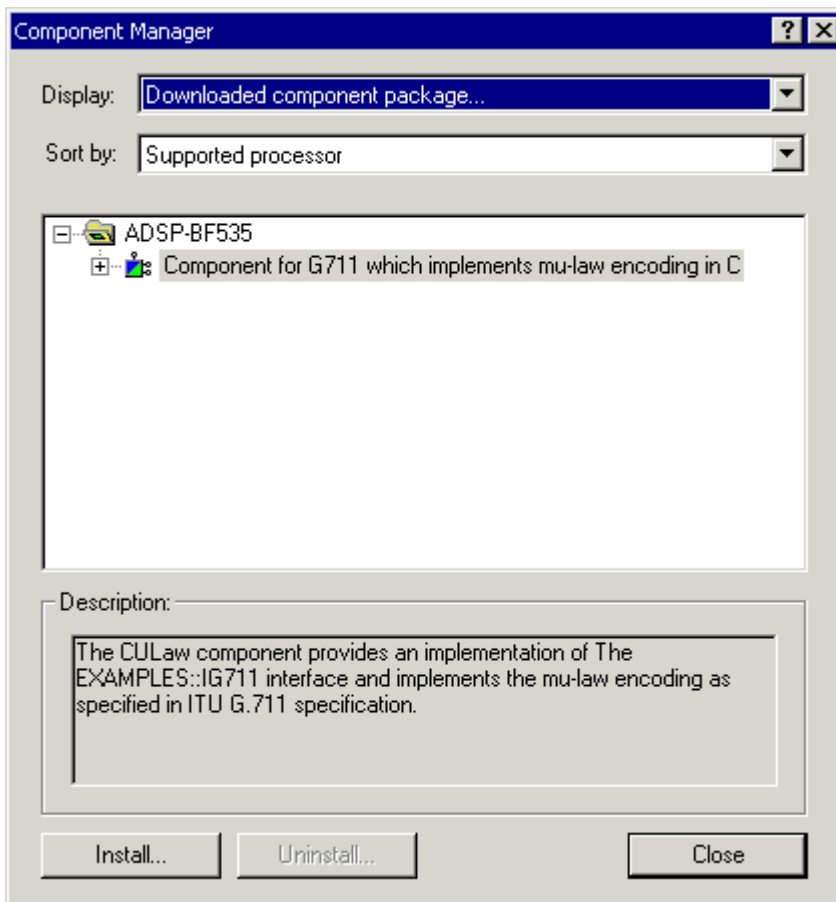 Component Manager
Display: Downloaded component package...
Sort by: Supported processor
ADSP-BF535
Component for G711 which implements mu-law encoding in C
Description:
The CULaw component provides an implementation of The
EXAMPLES::IG711 interface and implements the mu-law encoding as
specified in ITU G.711 specification.
Install... Uninstall... Close